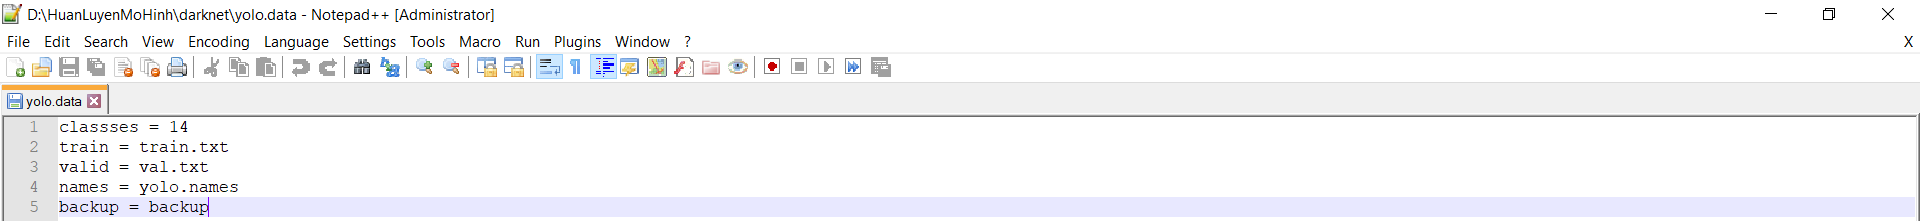 D:\HuanLuyenMoHinh\darknet\yolo.data - Notepad++ [Administrator]
File Edit Search View Encoding Language Settings Tools Macro Run Plugins Window ? X
yolo.data
1 classses = 14
2 train = train.txt
3 valid = val.txt
4 names = yolo.names
5 backup = backup